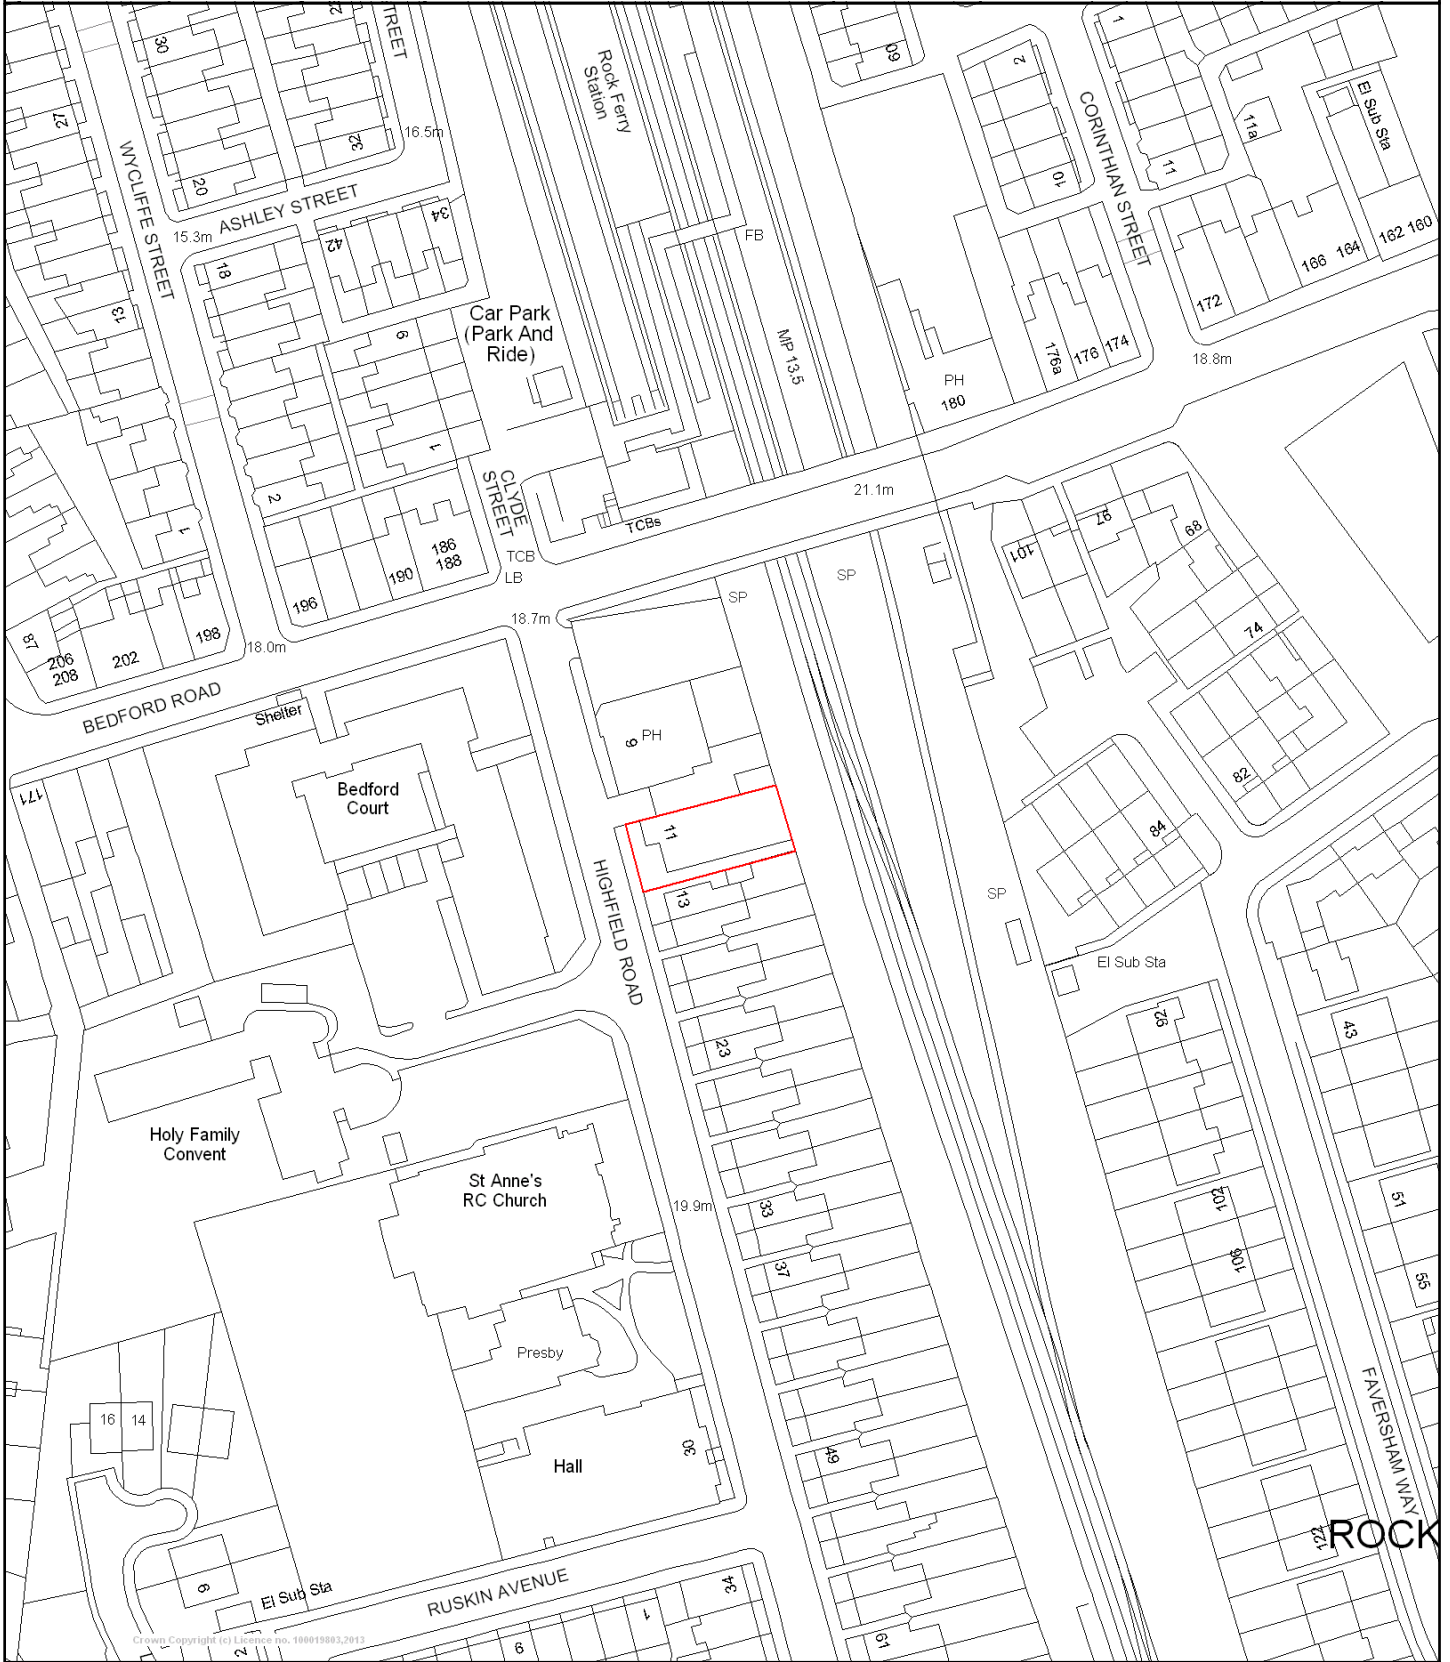 30
22
STREET
27
WYCLIFFE STREET
20
32
16.5m
ASHLEY STREET
15.3m
18
42
34
13
Rock Ferry
Station
FB
60
2
10
CORINTHIAN STREET
1
11
11a
El Sub Sta
172
166
164
162
160
18.8m
Car Park
(Park And
Ride)
6
1
2
MP 13.5
PH
180
176a
176
174
CLYDE
STREET
TCBs
21.1m
TCB
LB
186
188
190
196
1
198
202
206
208
87
18.0m
18.7m
BEDFORD ROAD
Shelter
171
Bedford
Court
SP
SP
101
97
68
74
82
84
9
PH
11
13
HIGHFIELD ROAD
SP
El Sub Sta
92
43
23
Holy Family
Convent
St Anne's
RC Church
19.9m
33
37
102
106
51
55
Presby
16
14
Hall
30
49
FAVERSHAM WAY
122
ROCK
9
El Sub Sta
2
RUSKIN AVENUE
34
1
9
61
Crown Copyright (c) Licence no. 100019803,2013